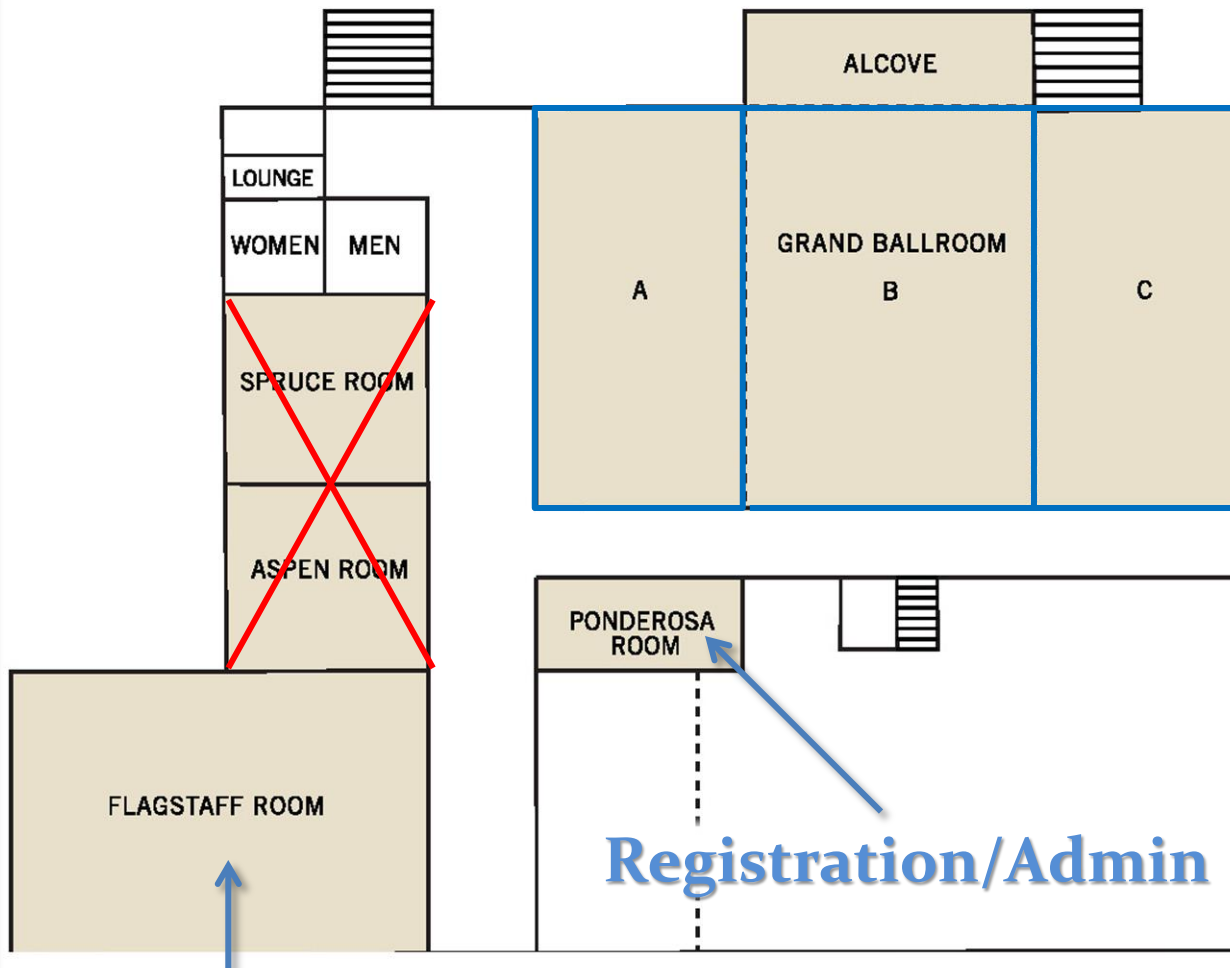 ALCOVE
LOUNGE
WOMEN
MEN
GRAND BALLROOM
A
B
C
SPRUCE ROOM
ASPEN ROOM
PONDEROSA
ROOM
FLAGSTAFF ROOM
Registration/Admin